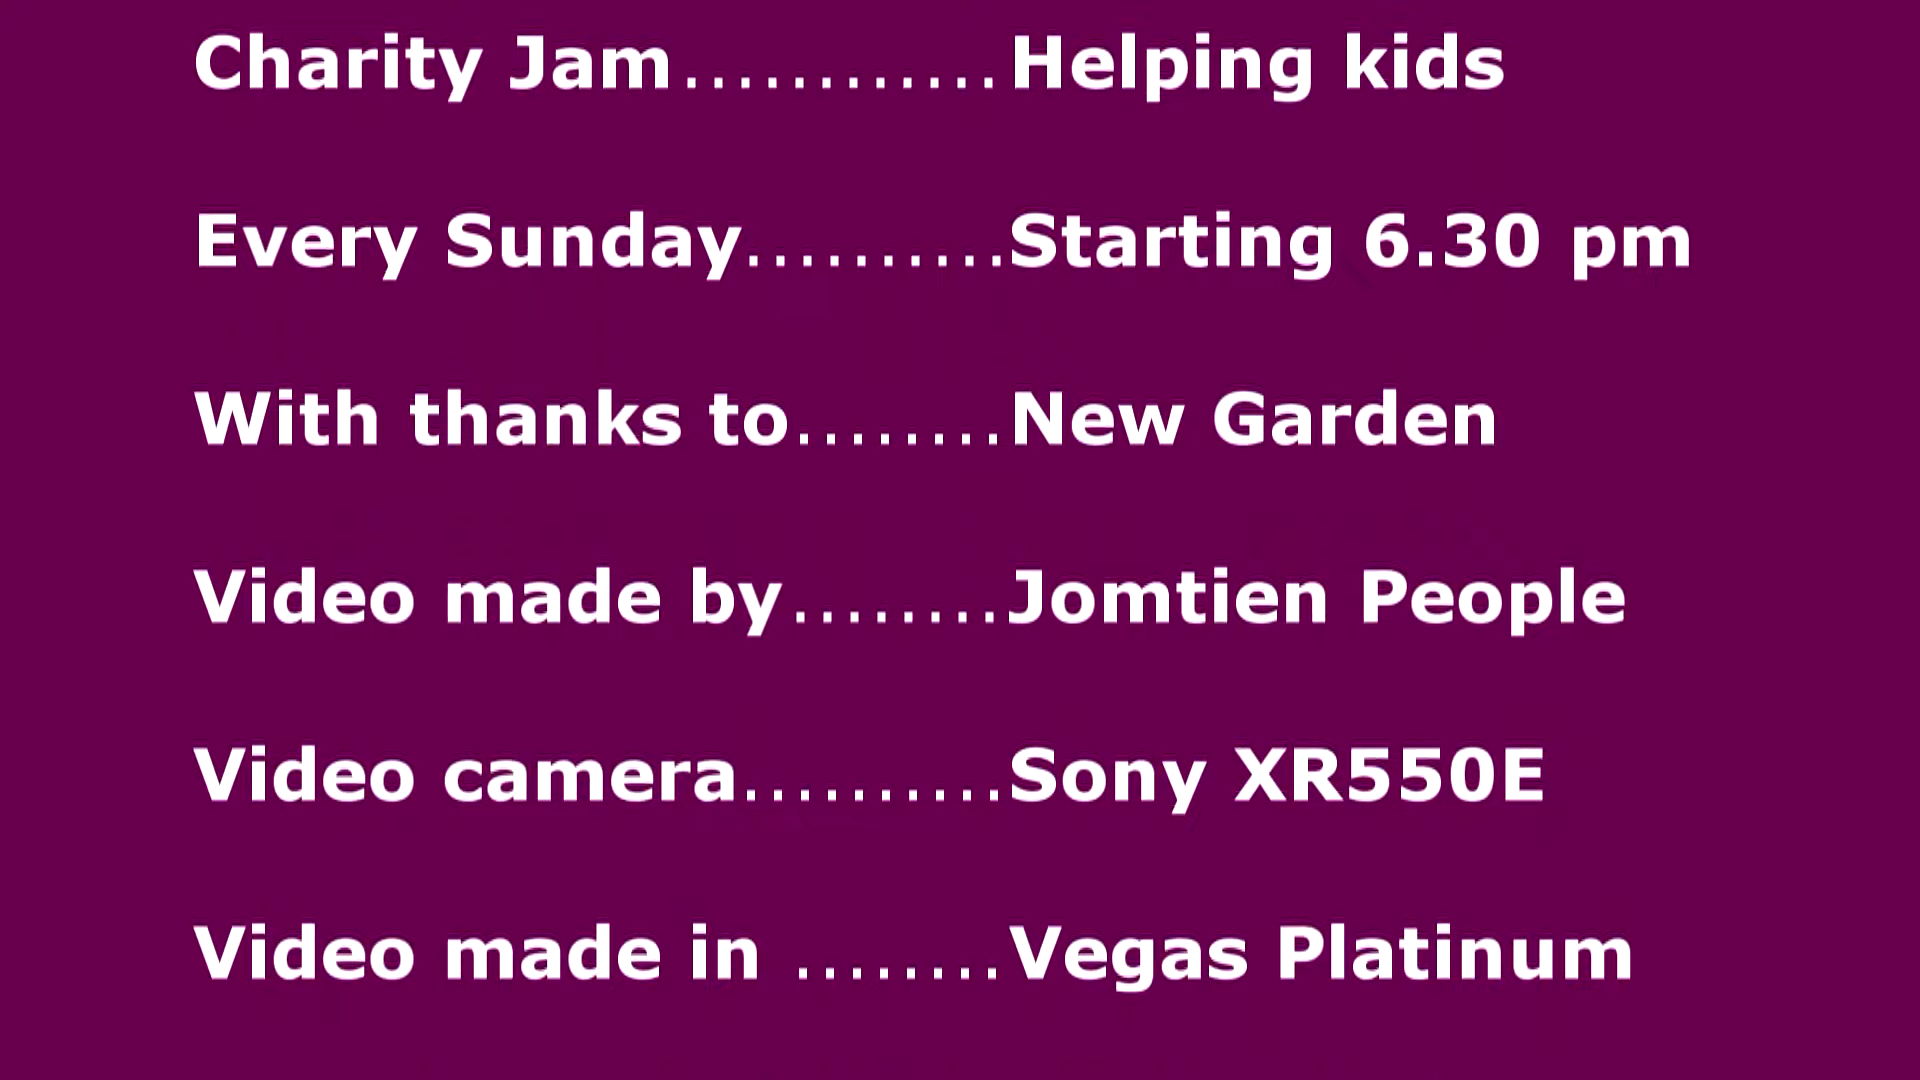 Charity Jam............Helping kids
Every Sunday..........Starting 6.30 pm
With thanks to........New Garden
Video made by........Jomtien People
Video camera..........Sony XR550E
Video made in ........Vegas Platinum